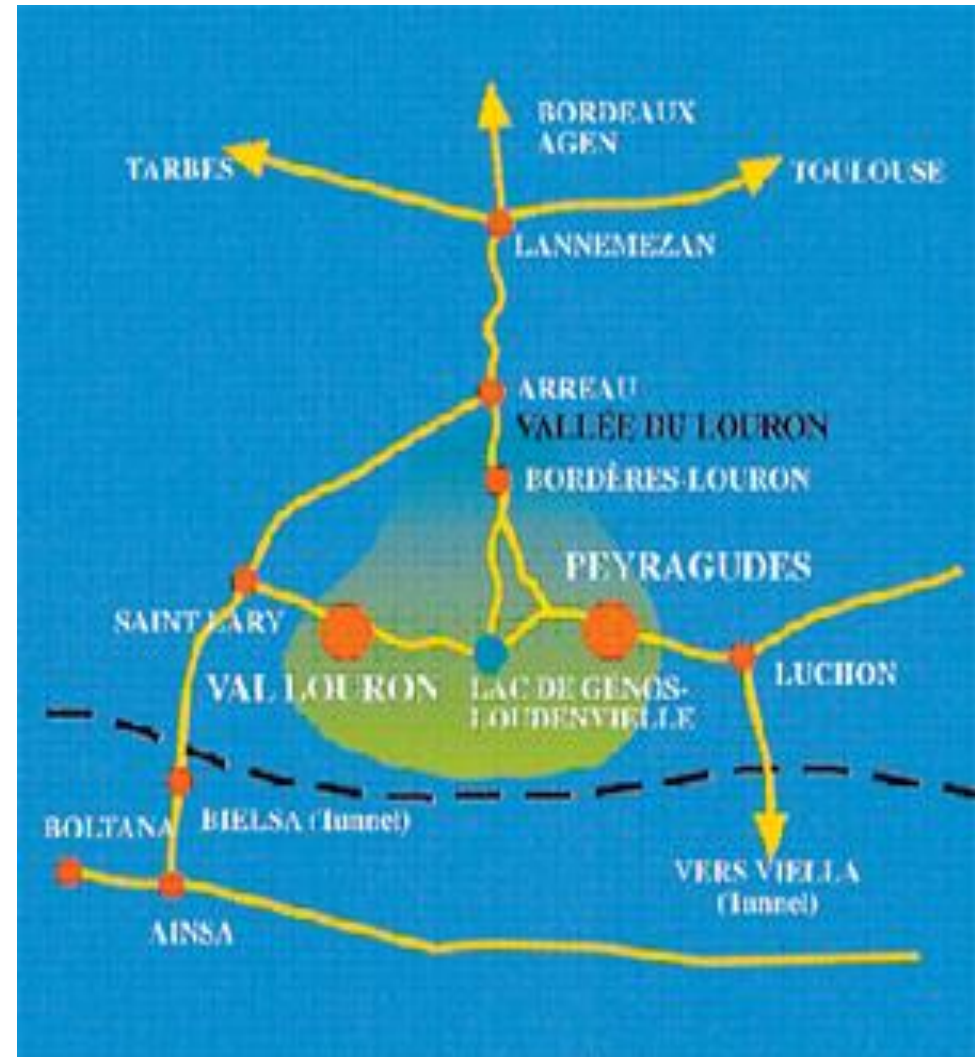 BORDEAUX
AGEN
TARBES
TOULOUSE
LANNEMEZAN
ARREAU
VALLÉE DU LOURON
BORDÈRES-LOURON
PEYRAGUDES
SAINT LARY
VAL LOURON
LAC DE GENOS-
LOUDENVIELLE
LUCHON
BIELSA (Tunnel)
BOLTANA
VERS VIELLA
(Tunnel)
AINSA